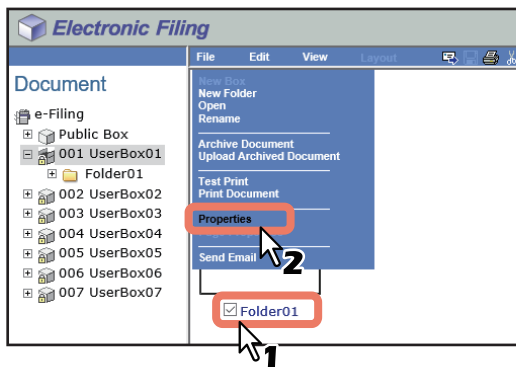 Electronic Filing
File Edit View Layout
Document
e-Filing
Public Box
001 UserBox01
Folder01
002 UserBox02
003 UserBox03
004 UserBox04
005 UserBox05
006 UserBox06
007 UserBox07
New Box
New Folder
Open
Rename
Archive Document
Upload Archived Document
Test Print
Print Document
Properties
Send Email
2
Folder01
1